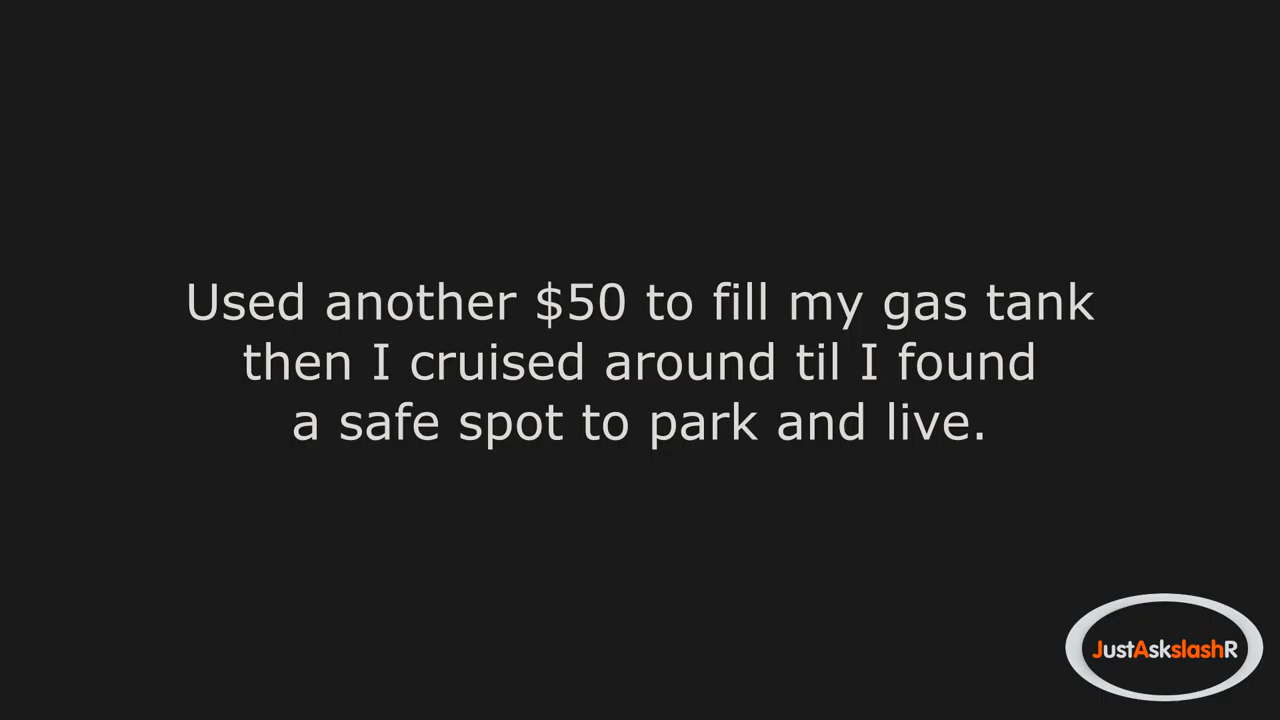 Used another $50 to fill my gas tank
then I cruised around til I found
a safe spot to park and live.
JustAskslashR